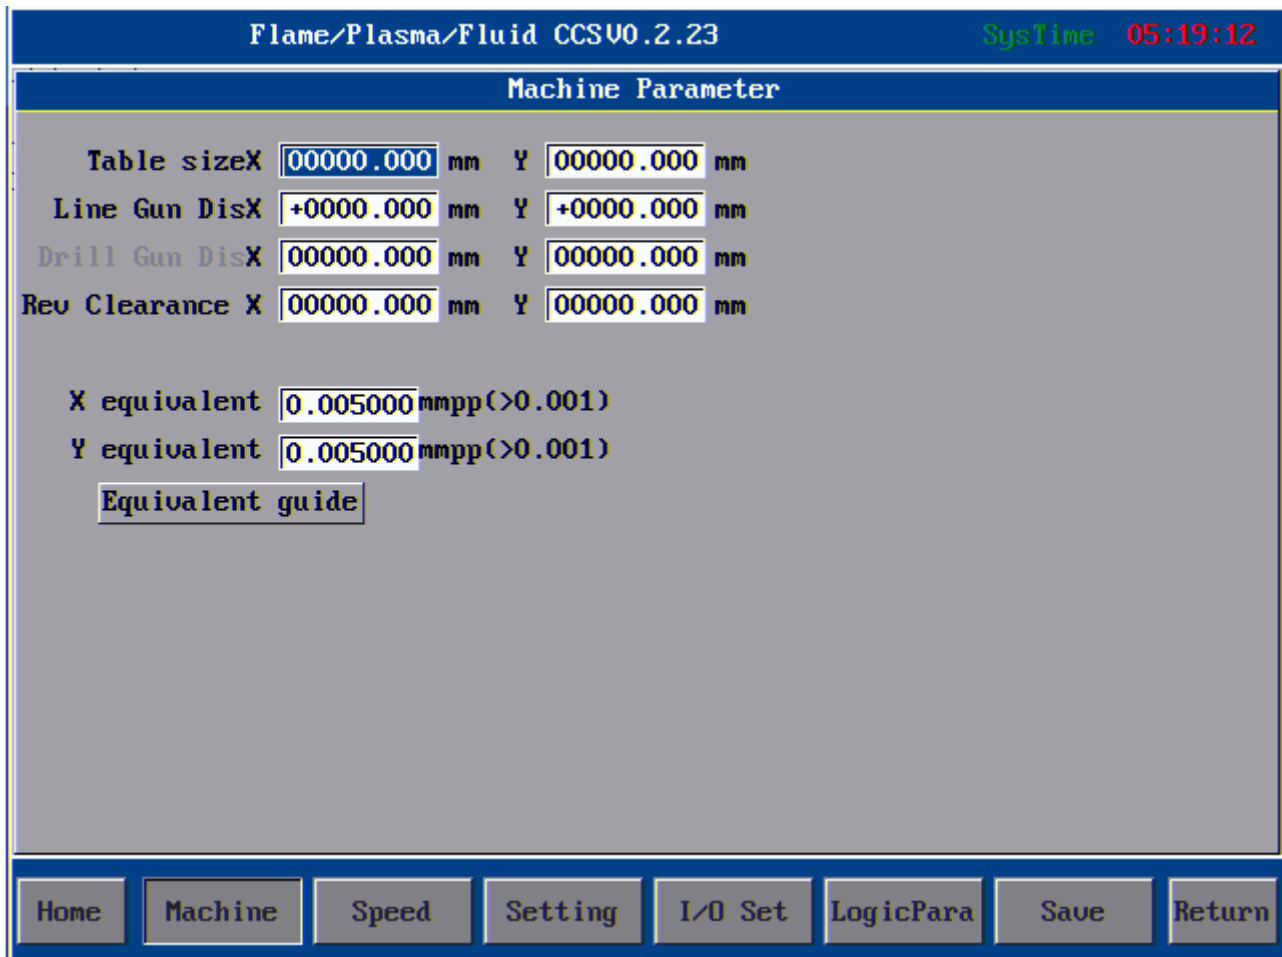 Flame/Plasma/Fluid CCSV0.2.23 SysTime 05:19:12
Machine Parameter
Table sizeX 00000.000 mm Y 00000.000 mm
Line Gun DisX +0000.000 mm Y +0000.000 mm
Drill Gun DisX 00000.000 mm Y 00000.000 mm
Rev Clearance X 00000.000 mm Y 00000.000 mm
X equivalent 0.005000 mmpp(>0.001)
Y equivalent 0.005000 mmpp(>0.001)
Equivalent guide
Home Machine Speed Setting I/O Set LogicPara Save Return